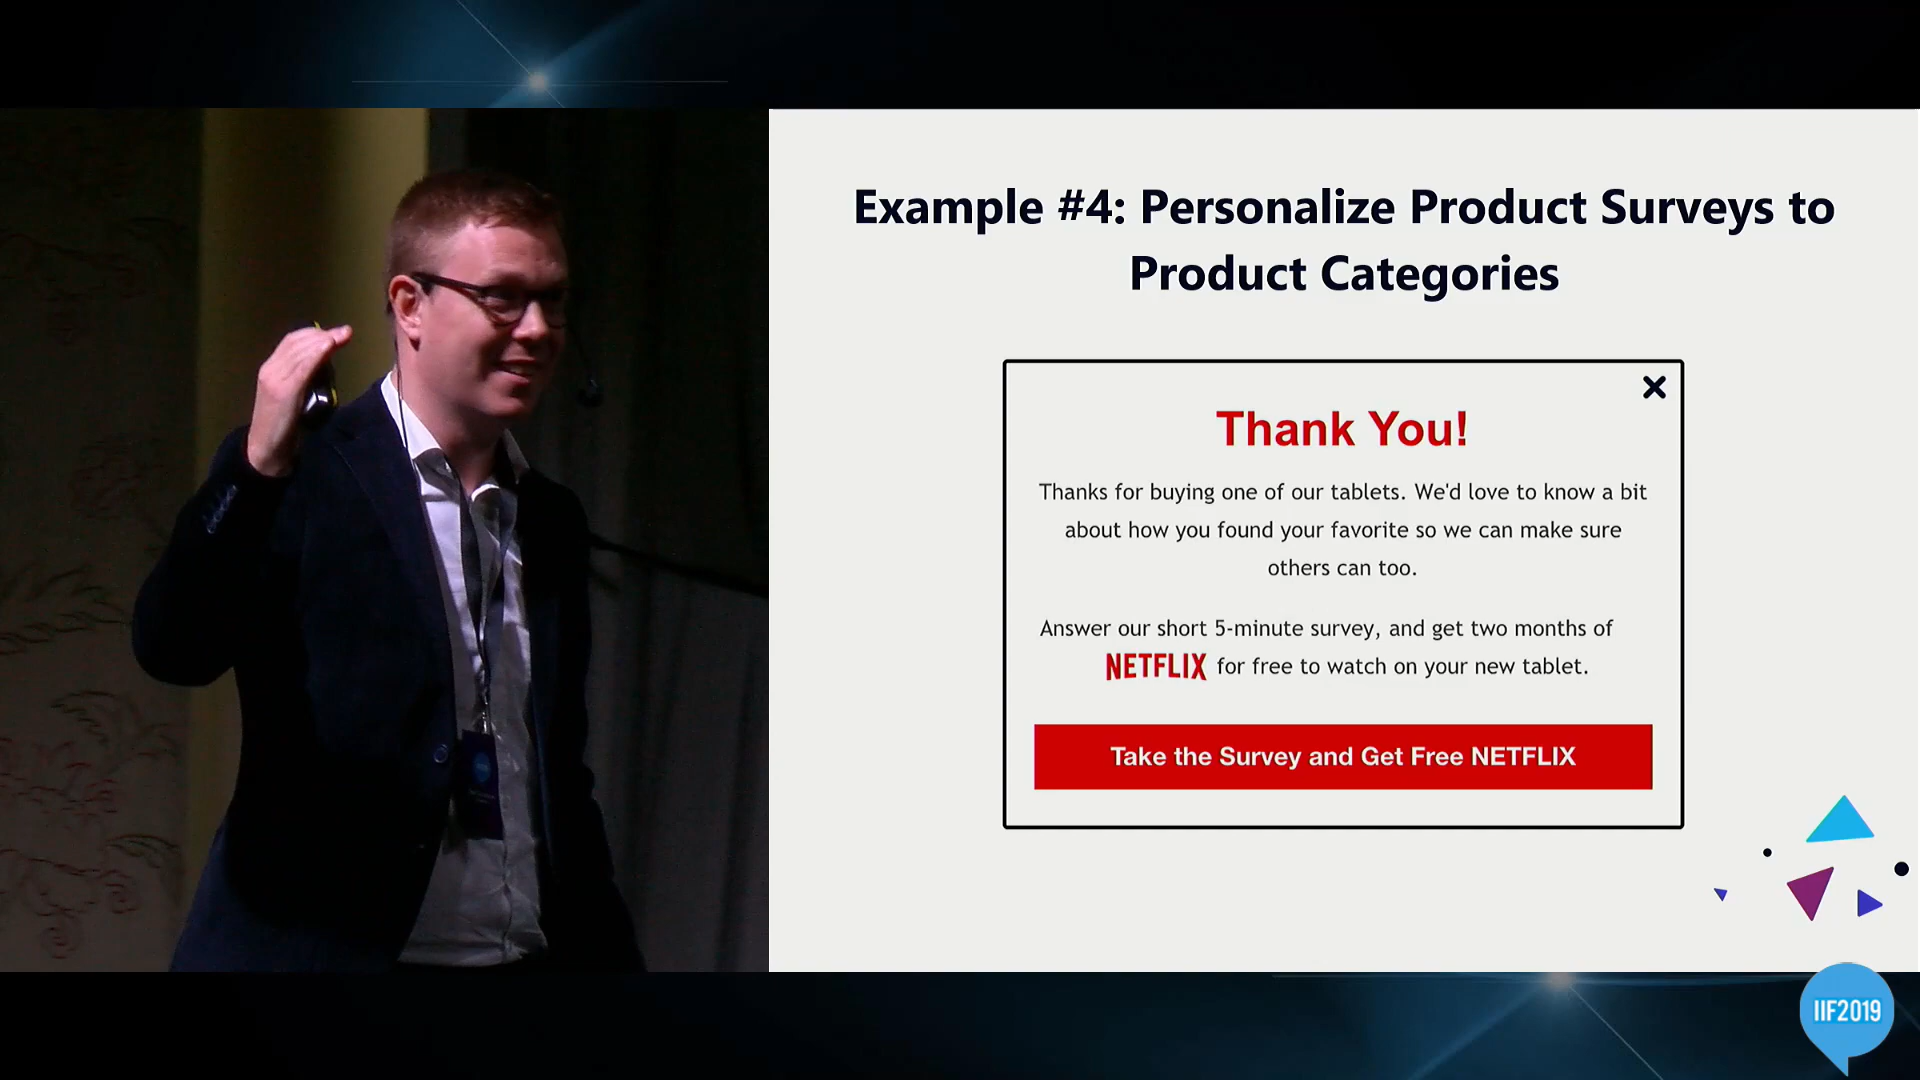 Example #4: Personalize Product Surveys to
Product Categories
Thank You!
Thanks for buying one of our tablets. We'd love to know a bit
about how you found your favorite so we can make sure
others can too.
Answer our short 5-minute survey, and get two months of
NETFLIX for free to watch on your new tablet.
Take the Survey and Get Free NETFLIX
IIF2019